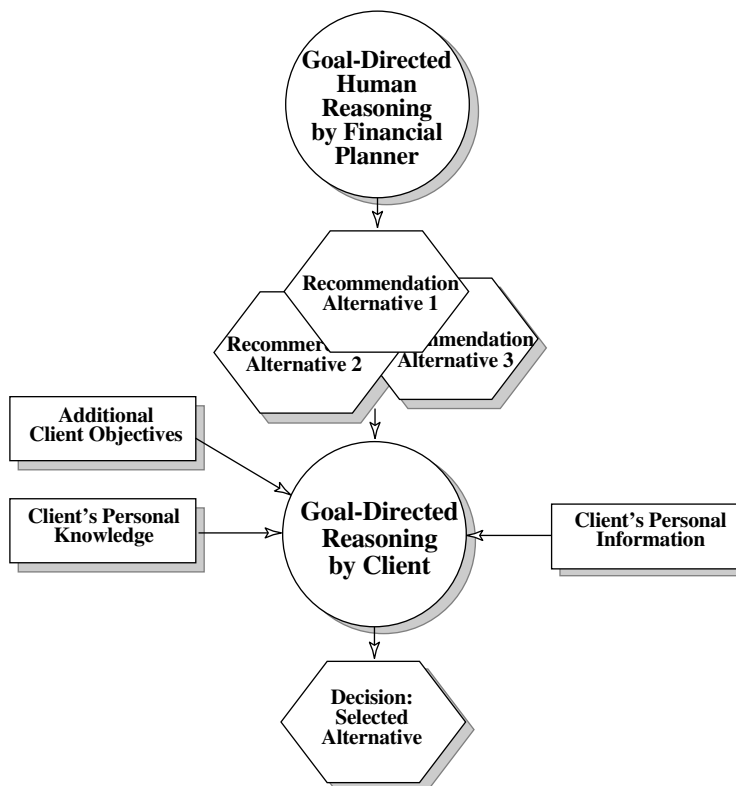 Goal-Directed
Human
Reasoning
by Financial
Planner
Recommendation
Alternative 1
Alternative 2
Alternative 3
Additional
Client Objectives
Client's Personal
Knowledge
Goal-Directed
Reasoning
by Client
Client's Personal
Information
Decision:
Selected
Alternative